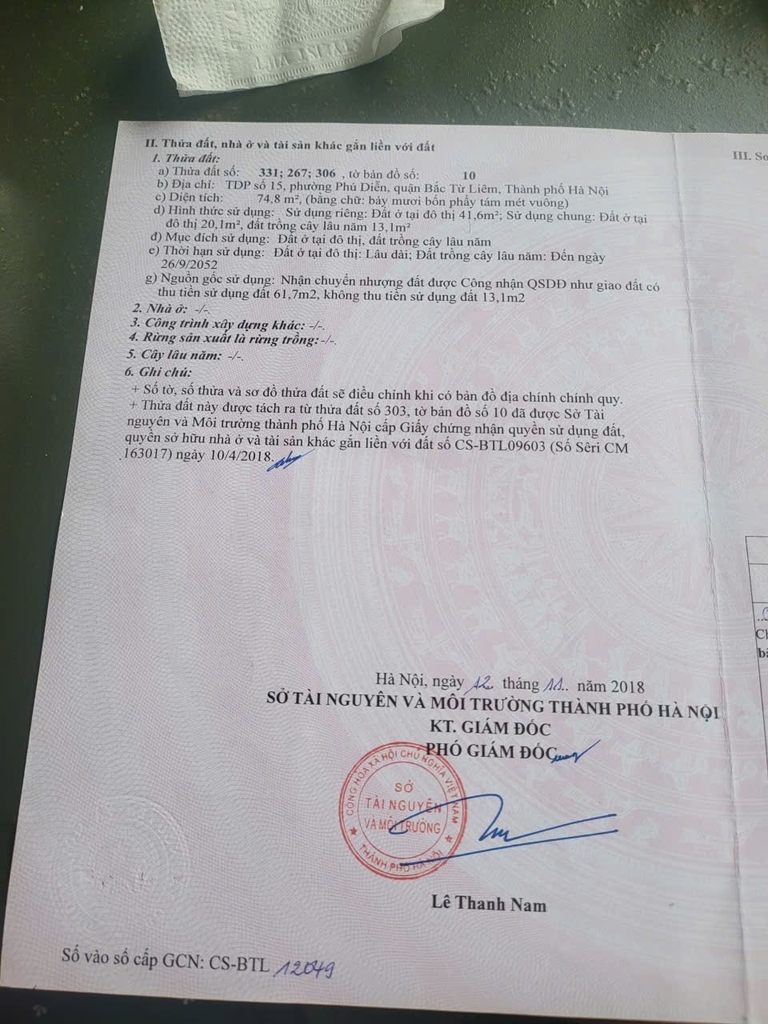 II. Thửa đất, nhà ở và tài sản khác gắn liền với đất
1. Thửa đất:
a) Thửa đất số: 331; 267; 306 , tờ bản đồ số: 10
b) Địa chỉ: TDP số 15, phường Phú Diễn, quận Bắc Từ Liêm, Thành phố Hà Nội
c) Diện tích: 74,8 m², (bằng chữ: bảy mươi bốn phẩy tám mét vuông)
d) Hình thức sử dụng: Sử dụng riêng: Đất ở tại đô thị 41,6m²; Sử dụng chung: Đất ở tại
đô thị 20,1m², đất trồng cây lâu năm 13,1m²
đ) Mục đích sử dụng: Đất ở tại đô thị, đất trồng cây lâu năm
e) Thời hạn sử dụng: Đất ở tại đô thị: Lâu dài; Đất trồng cây lâu năm: Đến ngày
26/9/2052
g) Nguồn gốc sử dụng: Nhận chuyển nhượng đất được Công nhận QSDĐ như giao đất có
thu tiền sử dụng đất 61,7m2, không thu tiền sử dụng đất 13,1m2
2. Nhà ở: -/-.
3. Công trình xây dựng khác: -/-.
4. Rừng sản xuất là rừng trồng:-/-.
5. Cây lâu năm: -/-.
6. Ghi chú:
+ Số tờ, số thửa và sơ đồ thửa đất sẽ điều chỉnh khi có bản đồ địa chính chính quy.
+ Thửa đất này được tách ra từ thửa đất số 303, tờ bản đồ số 10 đã được Sở Tài
nguyên và Môi trường thành phố Hà Nội cấp Giấy chứng nhận quyền sử dụng đất,
quyền sở hữu nhà ở và tài sản khác gắn liền với đất số CS-BTL09603 (Số Sêri CM
163017) ngày 10/4/2018.
III. Sơ
Hà Nội, ngày 12 tháng 11.. năm 2018
SỞ TÀI NGUYÊN VÀ MÔI TRƯỜNG THÀNH PHỐ HÀ NỘI
KT. GIÁM ĐỐC
PHÓ GIÁM ĐỐC
CỘNG HÒA XÃ HỘI CHỦ NGHĨA VIỆT NAM
SỞ
TÀI NGUYÊN
VÀ MÔI TRƯỜNG
THÀNH PHỐ HÀ NỘI
Lê Thanh Nam
Số vào sổ cấp GCN: CS-BTL 12049